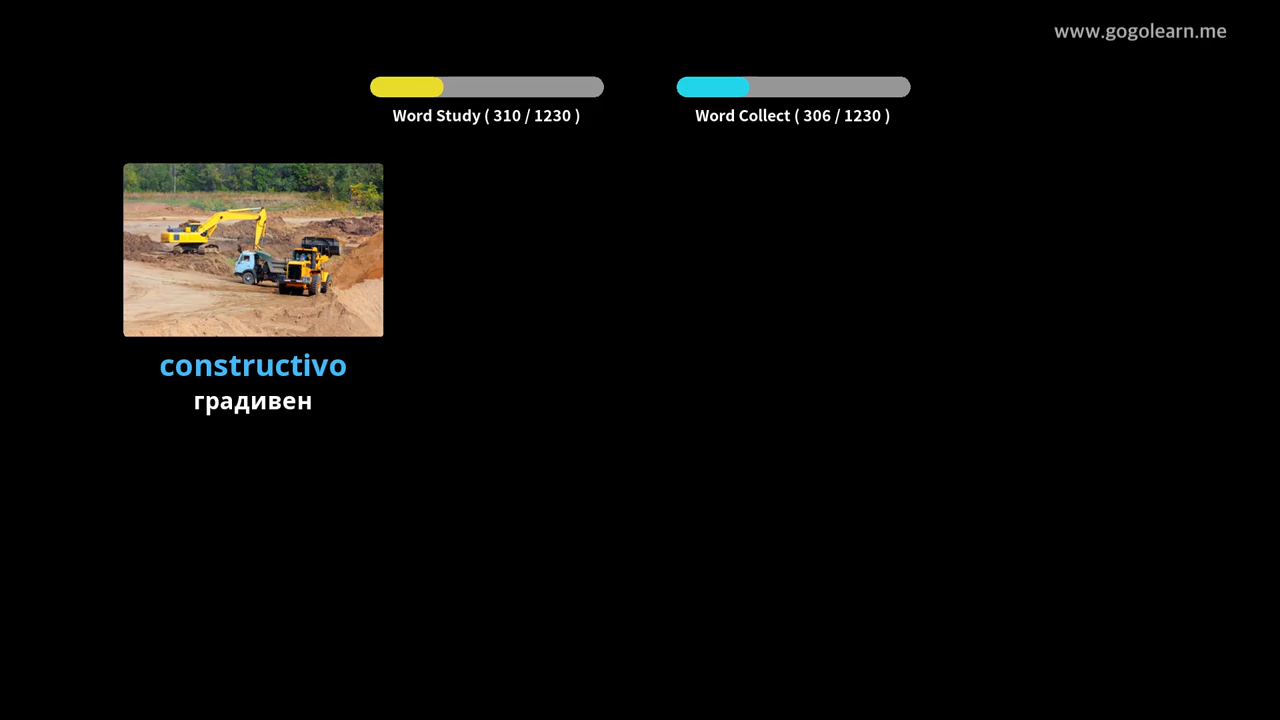 www.gogolearn.me
Word Study ( 310 / 1230 )
Word Collect ( 306 / 1230 )
constructivo
градивен